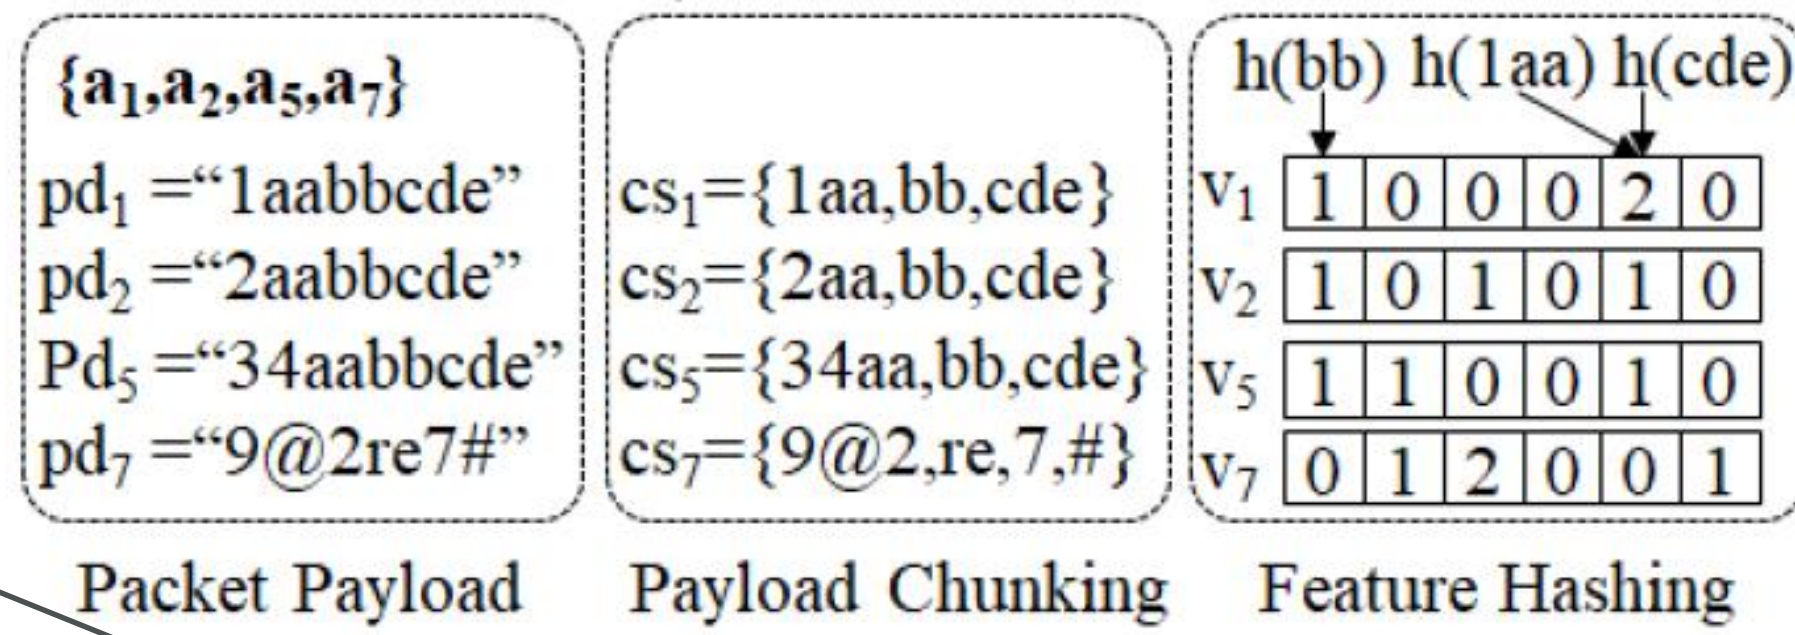 {a₁,a₂,a₅,a₇}
pd₁ =“1aabbcde”
pd₂ =“2aabbcde”
Pd₅ =“34aabbcde”
pd₇ =“9@2re7#”
Packet Payload
cs₁={1aa,bb,cde}
cs₂={2aa,bb,cde}
cs₅={34aa,bb,cde}
cs₇={9@2,re,7,#}
Payload Chunking
h(bb) h(1aa) h(cde)
v₁ 1 0 0 0 2 0
v₂ 1 0 1 0 1 0
v₅ 1 1 0 0 1 0
v₇ 0 1 2 0 0 1
Feature Hashing